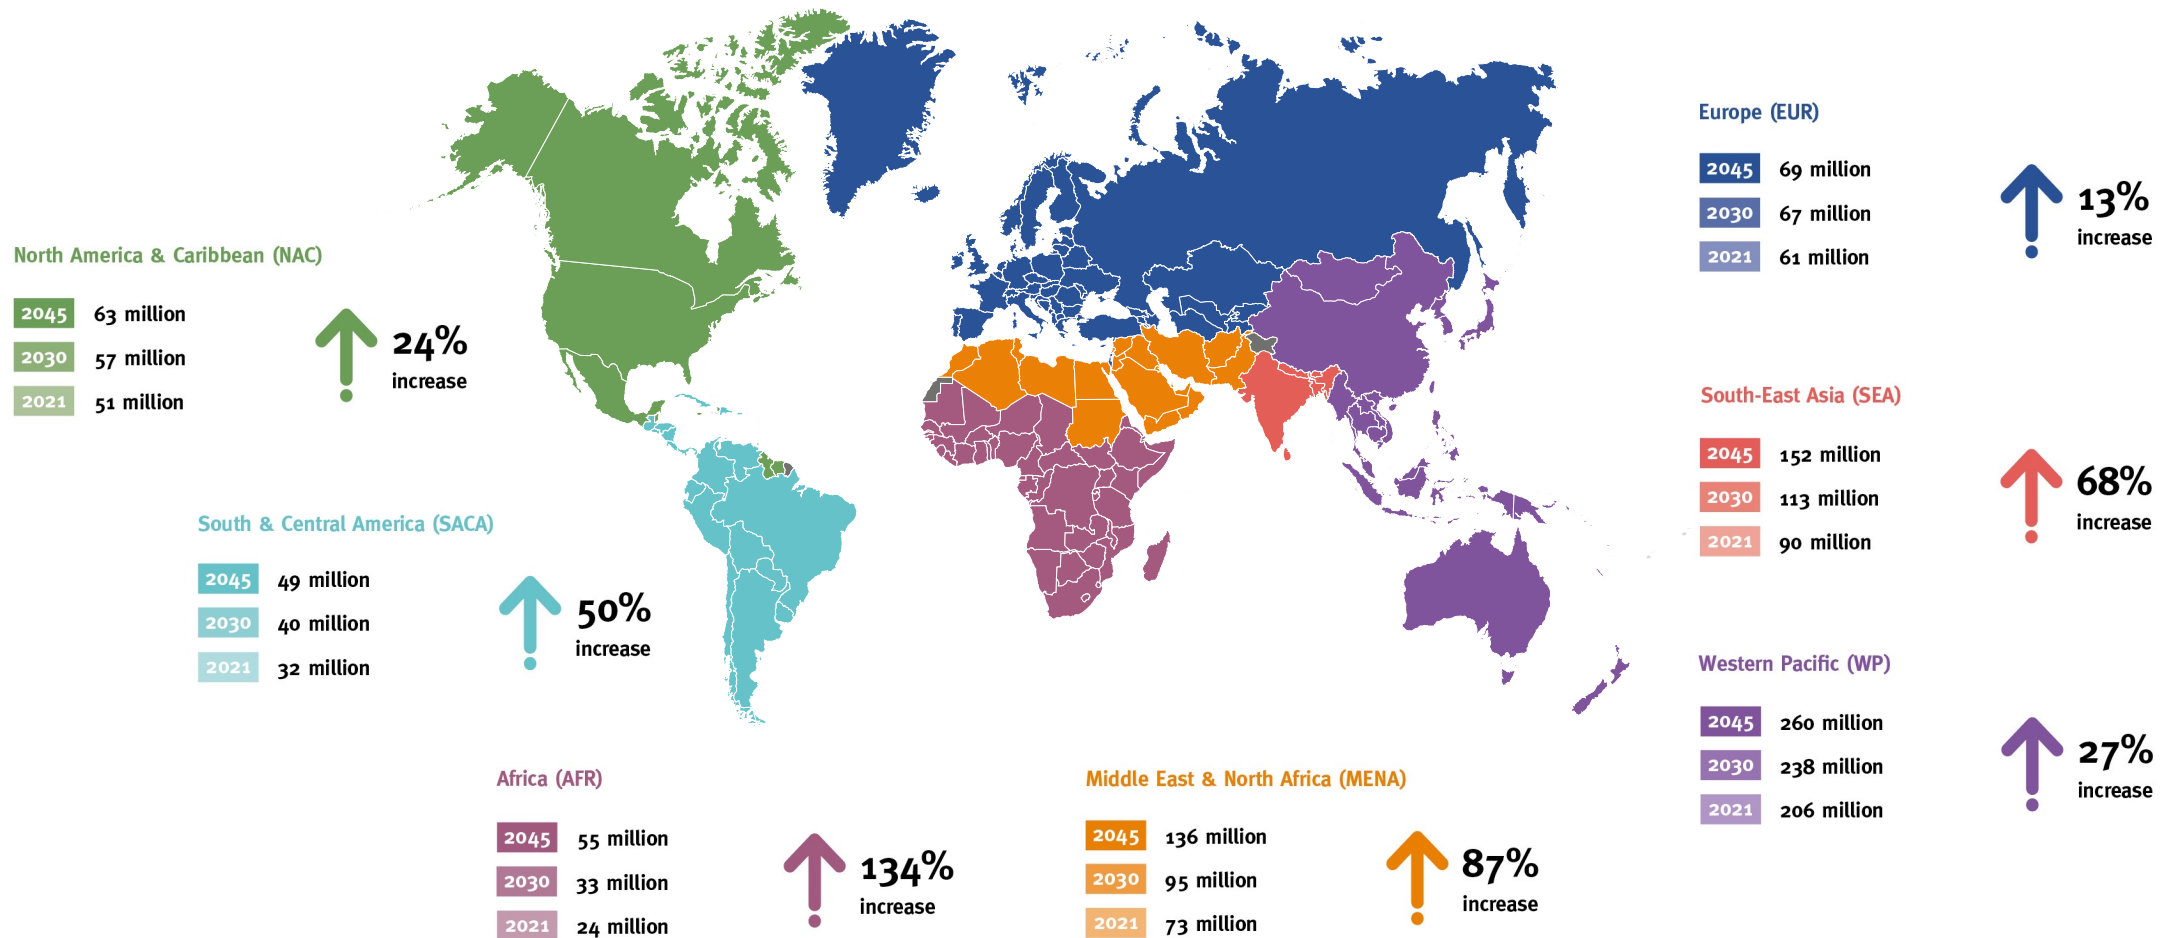 Europe (EUR)
2045 69 million
2030 67 million
2021 61 million
13%
increase
North America & Caribbean (NAC)
2045 63 million
2030 57 million
2021 51 million
24%
increase
South-East Asia (SEA)
2045 152 million
2030 113 million
2021 90 million
68%
increase
South & Central America (SACA)
2045 49 million
2030 40 million
2021 32 million
50%
increase
Western Pacific (WP)
2045 260 million
2030 238 million
2021 206 million
27%
increase
Africa (AFR)
2045 55 million
2030 33 million
2021 24 million
134%
increase
Middle East & North Africa (MENA)
2045 136 million
2030 95 million
2021 73 million
87%
increase